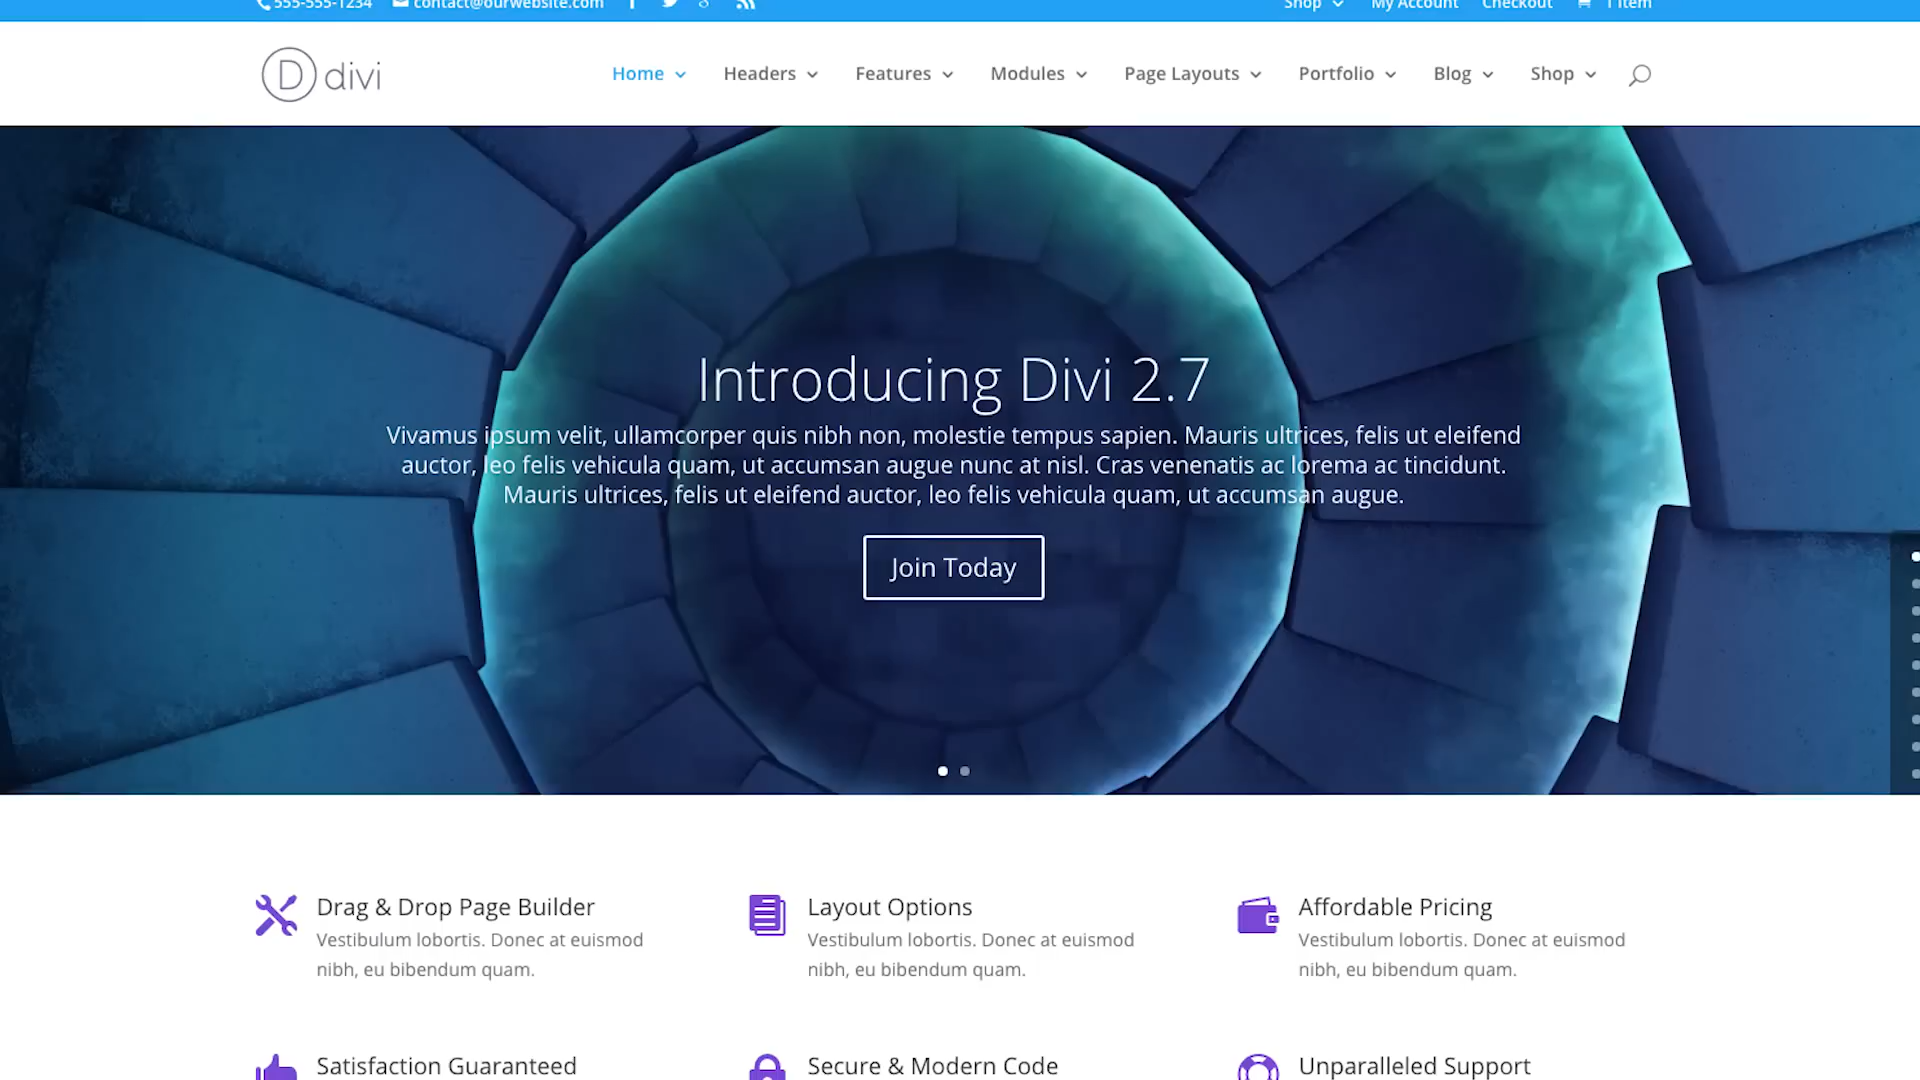 555-555-1234 contact@ourwebsite.com Shop My Account Checkout 1 Item
D divi Home Headers Features Modules Page Layouts Portfolio Blog Shop
Introducing Divi 2.7
Vivamus ipsum velit, ullamcorper quis nibh non, molestie tempus sapien. Mauris ultrices, felis ut eleifend
auctor, leo felis vehicula quam, ut accumsan augue nunc at nisl. Cras venenatis ac lorema ac tincidunt.
Mauris ultrices, felis ut eleifend auctor, leo felis vehicula quam, ut accumsan augue.
Join Today
Drag & Drop Page Builder
Vestibulum lobortis. Donec at euismod
nibh, eu bibendum quam.
Layout Options
Vestibulum lobortis. Donec at euismod
nibh, eu bibendum quam.
Affordable Pricing
Vestibulum lobortis. Donec at euismod
nibh, eu bibendum quam.
Satisfaction Guaranteed
Secure & Modern Code
Unparalleled Support